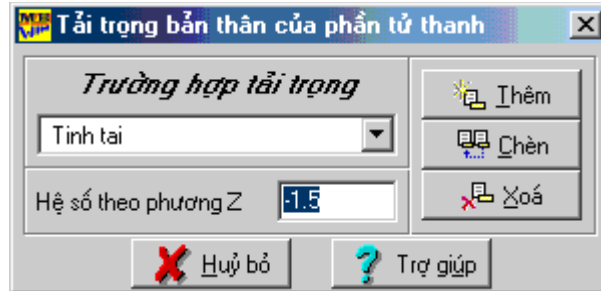 Tải trọng bản thân của phần tử thanh
Trường hợp tải trọng
Tinh tai
Hệ số theo phương Z
-1.5
Thêm
Chèn
Xoá
Huỷ bỏ
Trợ giúp